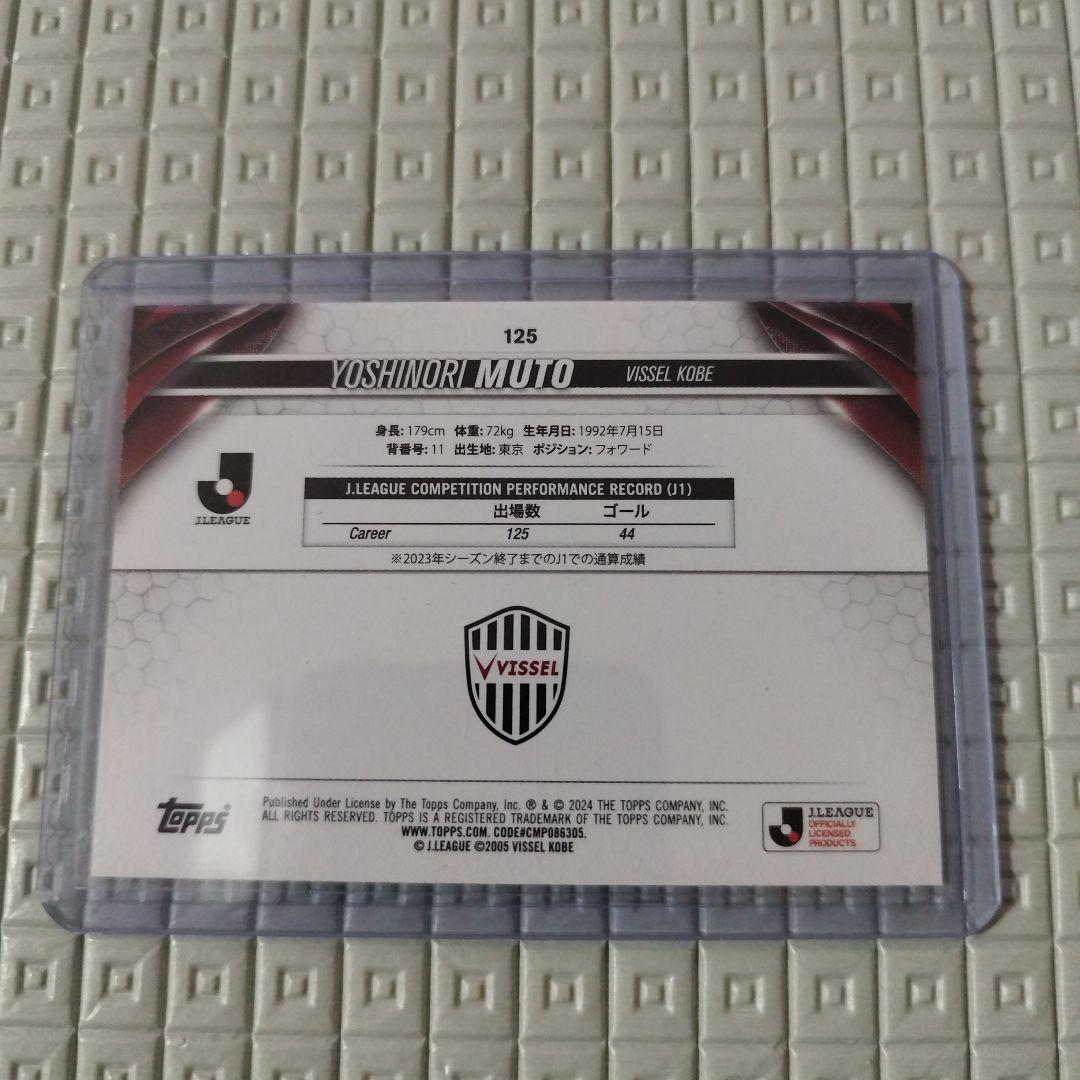 125
YOSHINORI MUTO VISSEL KOBE
身長: 179cm 体重: 72kg 生年月日: 1992年7月15日
背番号: 11 出生地: 東京 ポジション: フォワード
J.LEAGUE
J.LEAGUE COMPETITION PERFORMANCE RECORD (J1)
出場数 ゴール
Career 125 44
※2023年シーズン終了までのJ1での通算成績
VISSEL
topps
Published Under License by The Topps Company, Inc. ® & © 2024 THE TOPPS COMPANY, INC.
ALL RIGHTS RESERVED. TOPPS IS A REGISTERED TRADEMARK OF THE TOPPS COMPANY, INC.
WWW.TOPPS.COM. CODE#CMP086305.
© J.LEAGUE ©2005 VISSEL KOBE
J.LEAGUE
OFFICIALLY
LICENSED
PRODUCTS